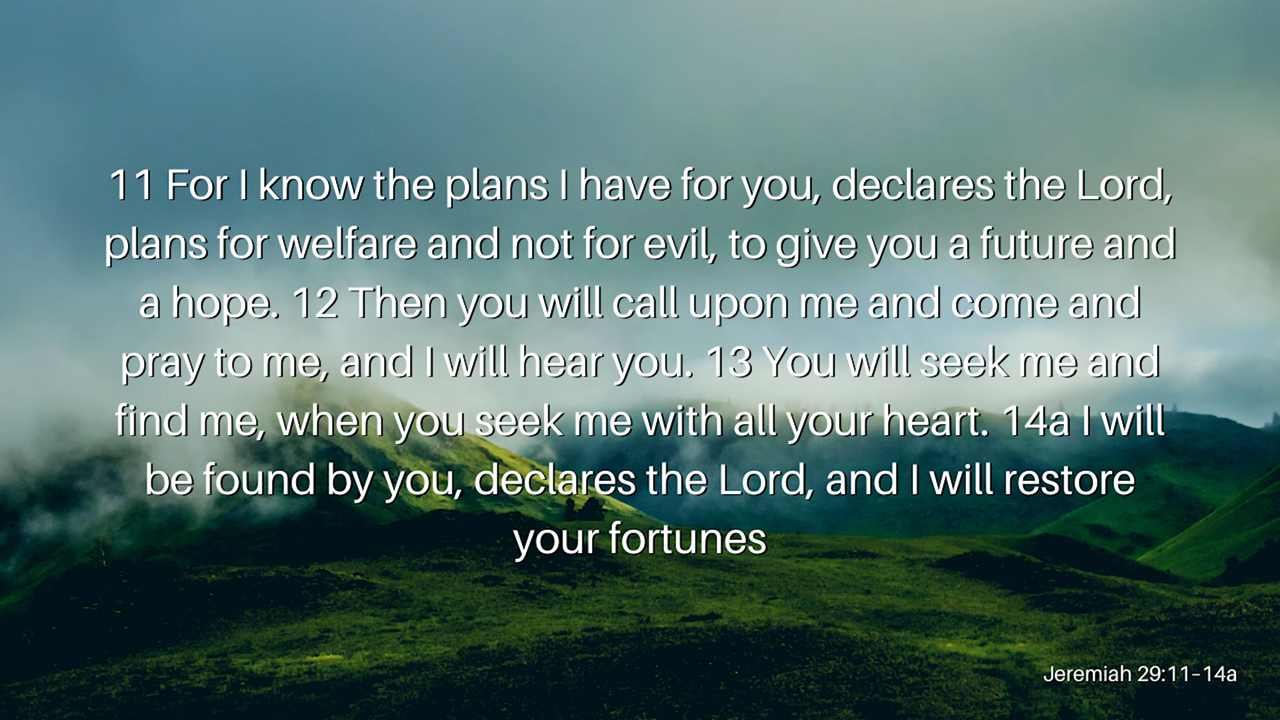 11 For I know the plans I have for you, declares the Lord,
plans for welfare and not for evil, to give you a future and
a hope. 12 Then you will call upon me and come and
pray to me, and I will hear you. 13 You will seek me and
find me, when you seek me with all your heart. 14a I will
be found by you, declares the Lord, and I will restore
your fortunes
Jeremiah 29:11–14a